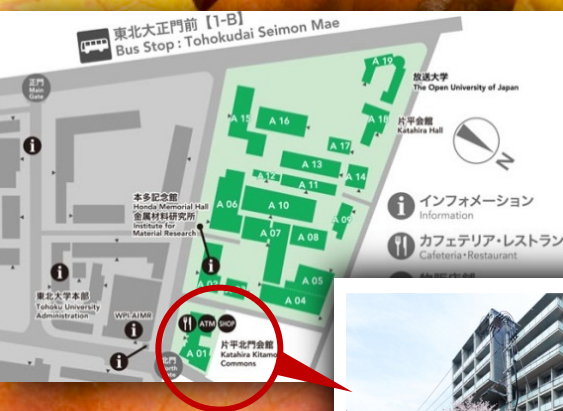 東北大正門前【1-B】
Bus Stop : Tohokudai Seimon Mae
正門
Main
Gate
A 19
放送大学
The Open University of Japan
A 15
A 16
A 18
片平会館
Katahira Hall
A 17
A 13
A 12
A 11
A 14
N
本多記念館
Honda Memorial Hall
金属材料研究所
Institute for
Material Research
A 06
A 10
A 09
A 07
A 08
インフォメーション
Information
カフェテリア・レストラン
Cafeteria・Restaurant
東北大学本部
Tohoku University
Administration
A 05
A 04
WPI-AIMR
ATM
SHOP
片平北門会館
Katahira Kitamo
Commons
A 01
北門